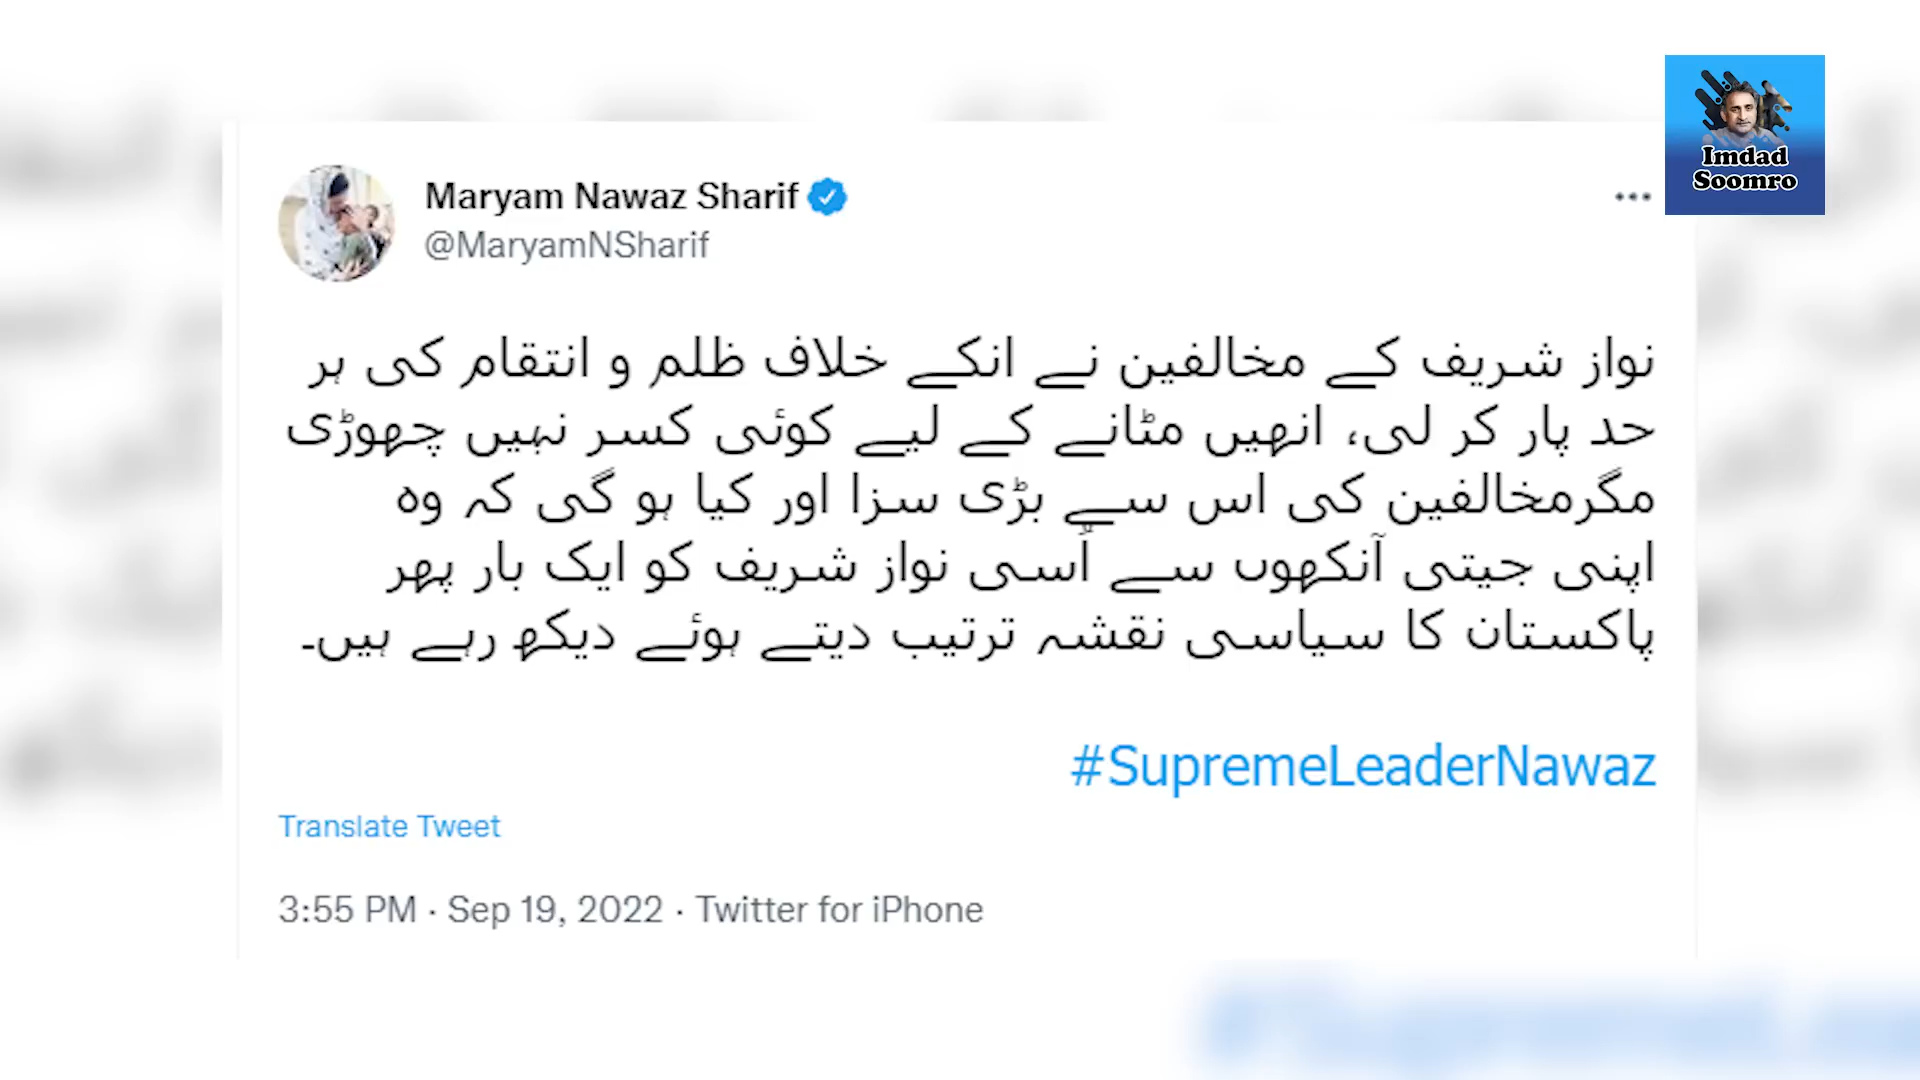 Imdad
Soomro
Maryam Nawaz Sharif
@MaryamNSharif
نواز شریف کے مخالفین نے انکے خلاف ظلم و انتقام کی ہر
حد پار کر لی، انھیں مٹانے کے لیے کوئی کسر نہیں چھوڑی
مگرمخالفین کی اس سے بڑی سزا اور کیا ہو گی کہ وہ
اپنی جیتی آنکھوں سے اُسی نواز شریف کو ایک بار پھر
پاکستان کا سیاسی نقشہ ترتیب دیتے ہوئے دیکھ رہے ہیں۔
#SupremeLeaderNawaz
Translate Tweet
3:55 PM · Sep 19, 2022 · Twitter for iPhone